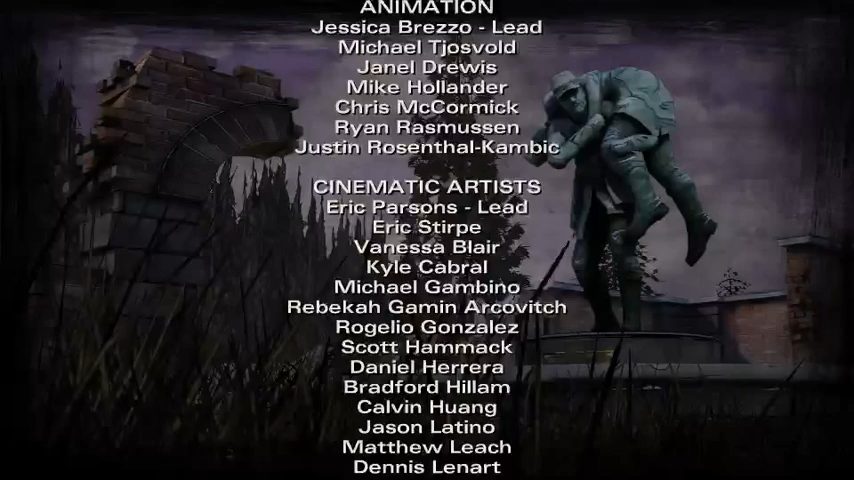 ANIMATION
Jessica Brezzo - Lead
Michael Tjosvold
Janel Drewis
Mike Hollander
Chris McCormick
Ryan Rasmussen
Justin Rosenthal-Kambic
CINEMATIC ARTISTS
Eric Parsons - Lead
Eric Stirpe
Vanessa Blair
Kyle Cabral
Michael Gambino
Rebekah Gamin Arcovitch
Rogelio Gonzalez
Scott Hammack
Daniel Herrera
Bradford Hillam
Calvin Huang
Jason Latino
Matthew Leach
Dennis Lenart